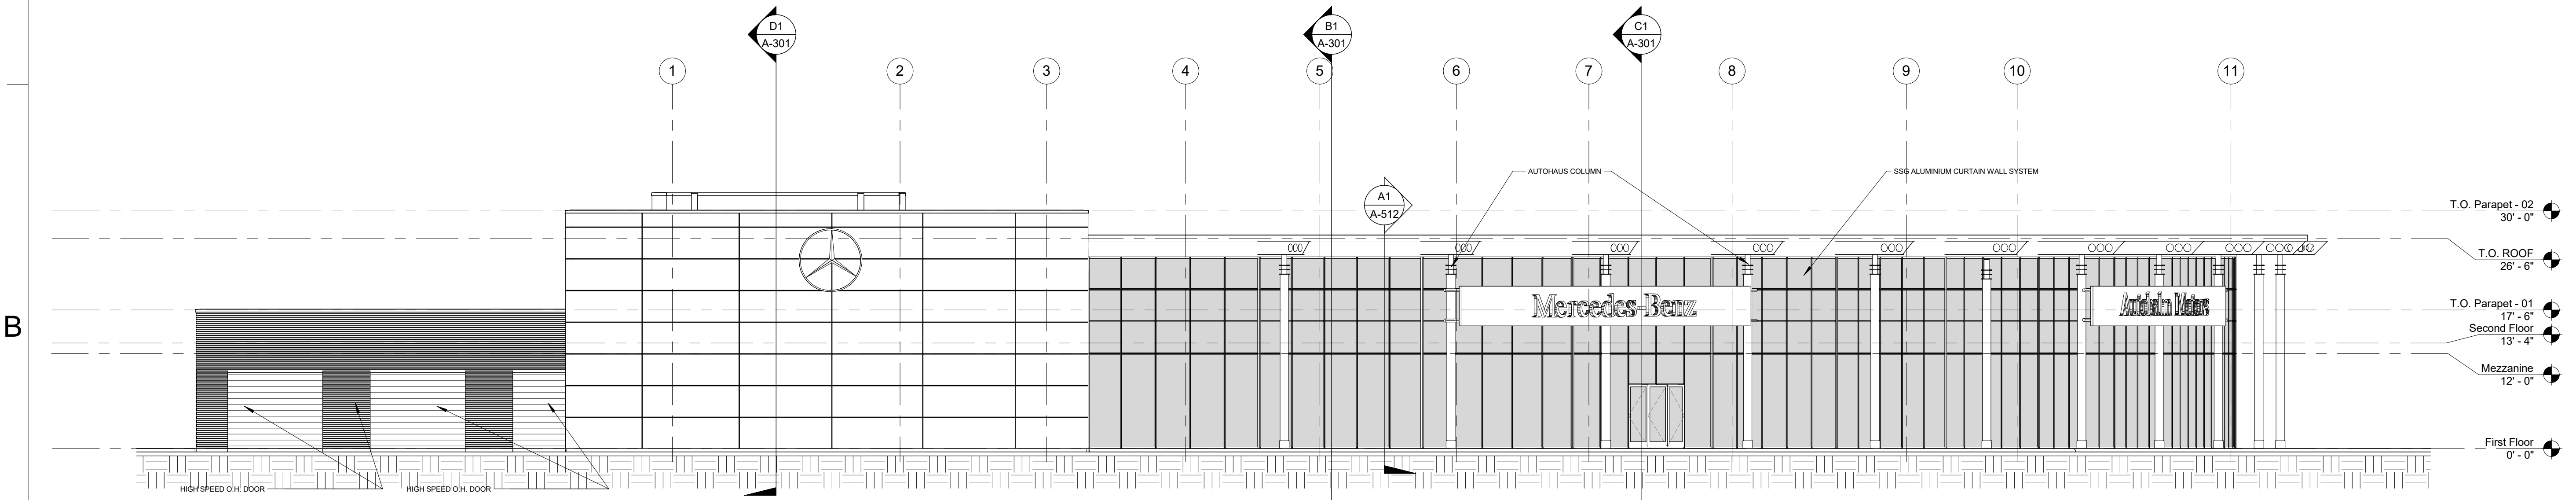 D1
A-301
B1
A-301
C1
A-301
1
2
3
4
5
6
7
8
9
10
11
AUTOHAUS COLUMN
SSG ALUMINIUM CURTAIN WALL SYSTEM
A1
A-512
T.O. Parapet - 02
30' - 0"
T.O. ROOF
26' - 6"
B
Mercedes-Benz
Autohalm Motors
T.O. Parapet - 01
17' - 6"
Second Floor
13' - 4"
Mezzanine
12' - 0"
First Floor
0' - 0"
HIGH SPEED O.H. DOOR
HIGH SPEED O.H. DOOR